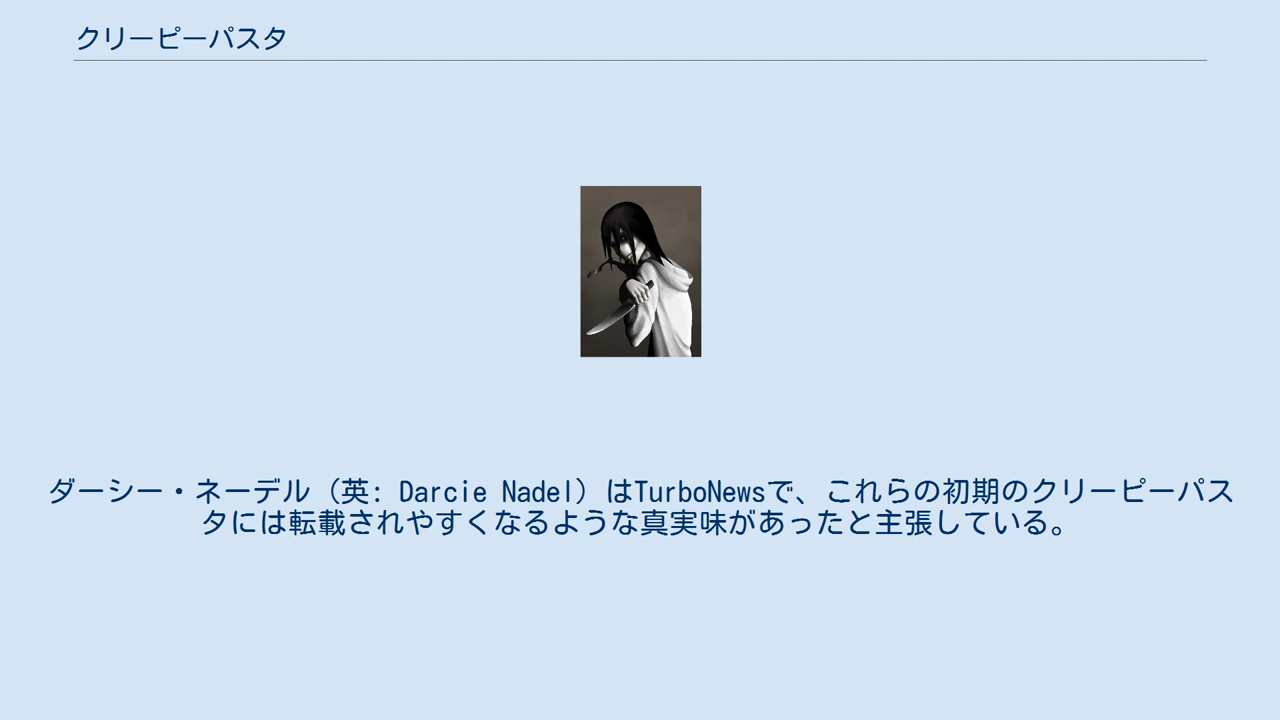 クリーピーパスタ
ダーシー・ネーデル（英: Darcie Nadel）はTurboNewsで、これらの初期のクリーピーパス
タには転載されやすくなるような真実味があったと主張している。